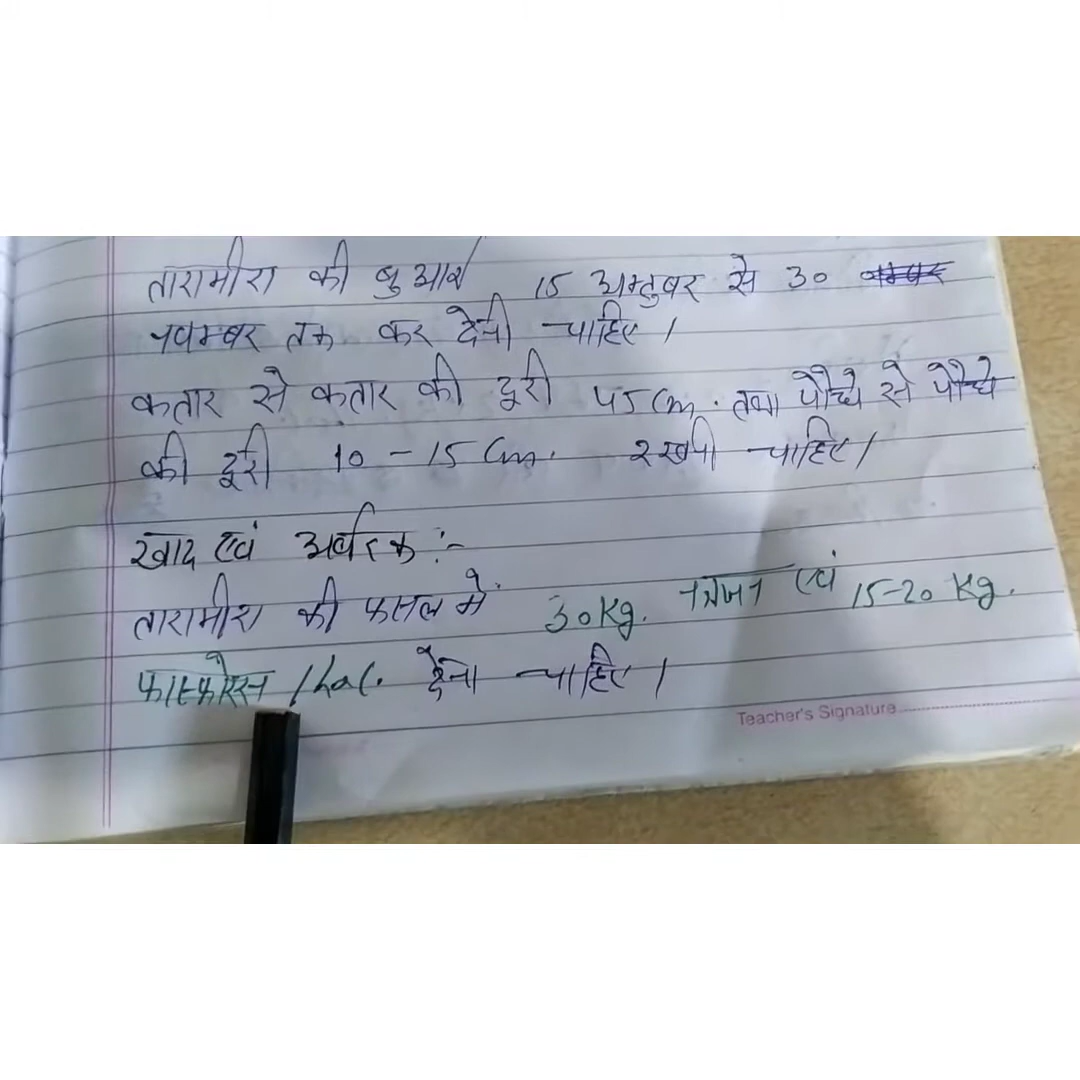 तारामीरा की बुआई 15 अक्टुबर से 30
नवम्बर तक कर देनी चाहिए।
कतार से कतार की दूरी 45 Cm. तथा पौधे से पौधे
की दूरी 10 - 15 Cm. रखनी चाहिए।
खाद एवं उर्वरक :-
तारामीरा की फसल में 30 Kg. नत्रजन एवं 15-20 Kg.
फास्फोरस /hac. देना चाहिए।
Teacher's Signature